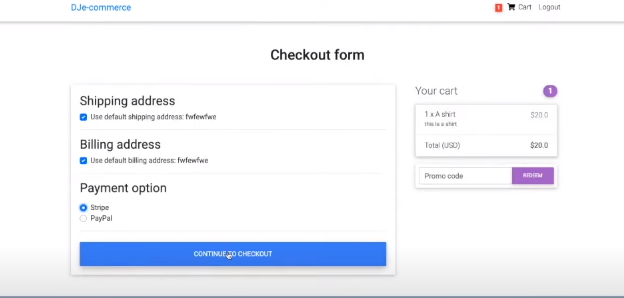 DJe-commerce
1 Cart Logout
Checkout form
Shipping address
Use default shipping address: fwfewfwe
Billing address
Use default billing address: fwfewfwe
Payment option
Stripe
PayPal
CONTINUE TO CHECKOUT
Your cart 1
1 x A shirt $20.0
this is a shirt
Total (USD) $20.0
Promo code REDEEM